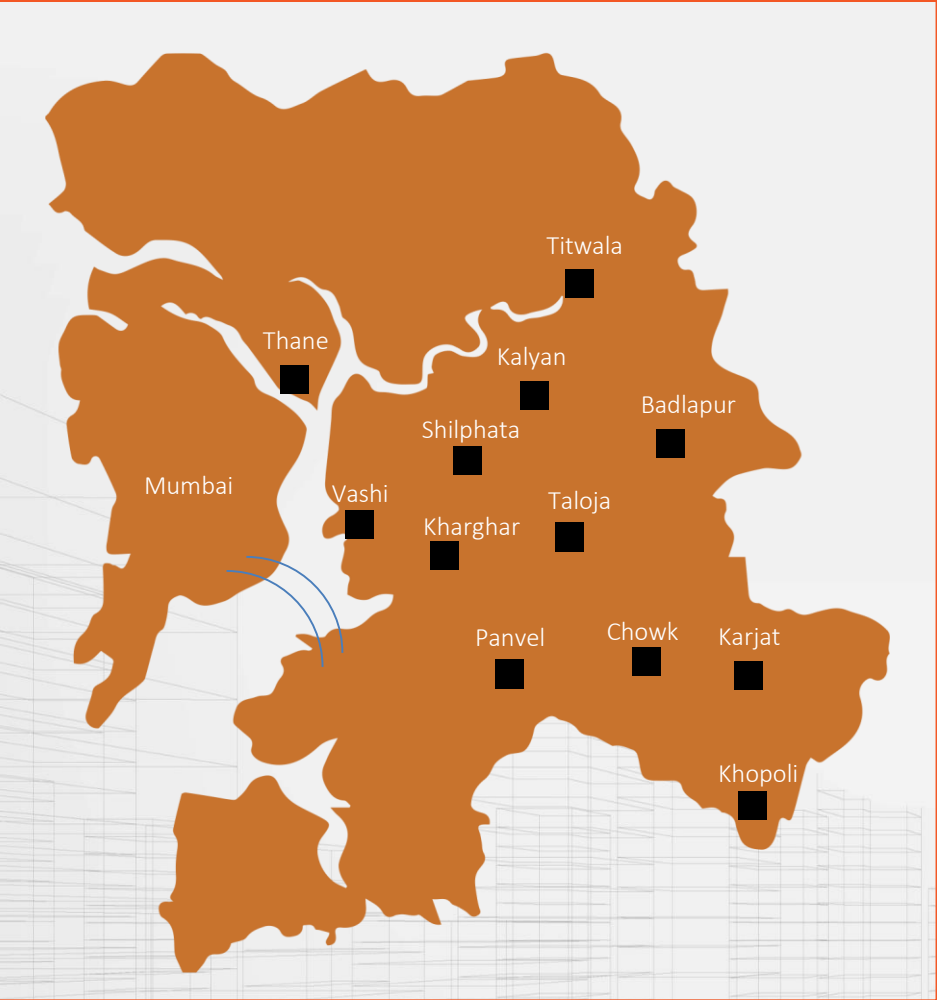 Titwala
Thane
Kalyan
Badlapur
Shilphata
Mumbai
Vashi
Taloja
Kharghar
Panvel
Chowk
Karjat
Khopoli